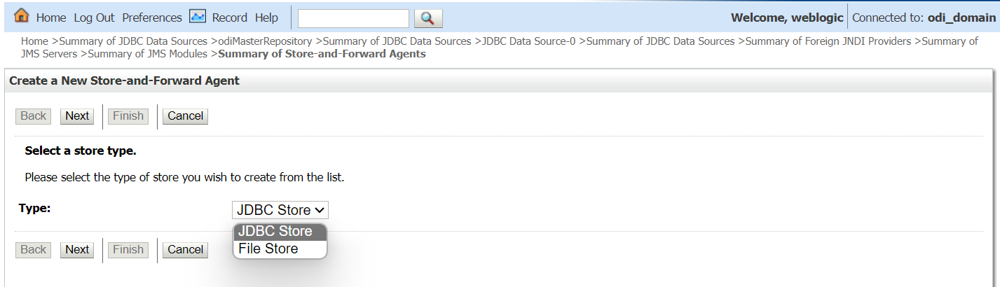 Home Log Out Preferences Record Help Welcome, weblogic Connected to: odi_domain
Home >Summary of JDBC Data Sources >odiMasterRepository >Summary of JDBC Data Sources >JDBC Data Source-0 >Summary of JDBC Data Sources >Summary of Foreign JNDI Providers >Summary of
JMS Servers >Summary of JMS Modules >Summary of Store-and-Forward Agents
Create a New Store-and-Forward Agent
Back Next Finish Cancel
Select a store type.
Please select the type of store you wish to create from the list.
Type: JDBC Store
JDBC Store
File Store
Back Next Finish Cancel